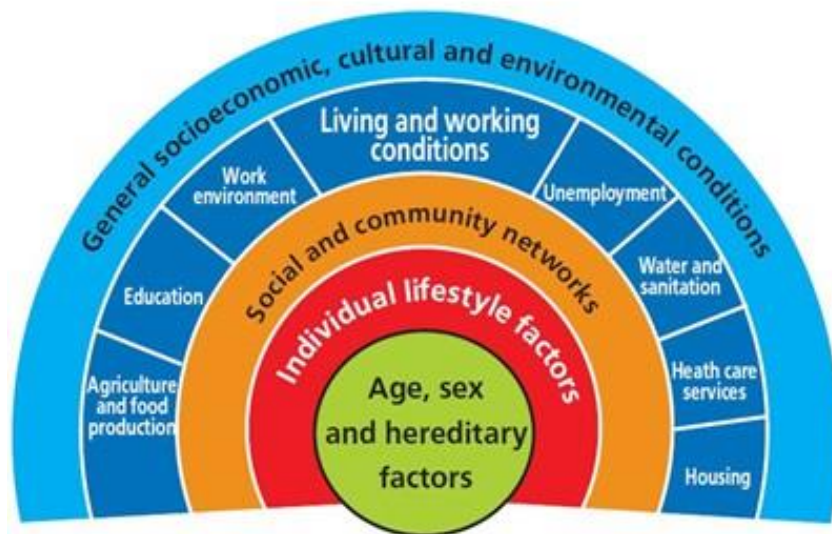 General socioeconomic, cultural and environmental conditions
Living and working
conditions
Work
environment
Unemployment
Education
Water and
sanitation
Agriculture
and food
production
Heath care
services
Housing
Social and community networks
Individual lifestyle factors
Age, sex
and hereditary
factors